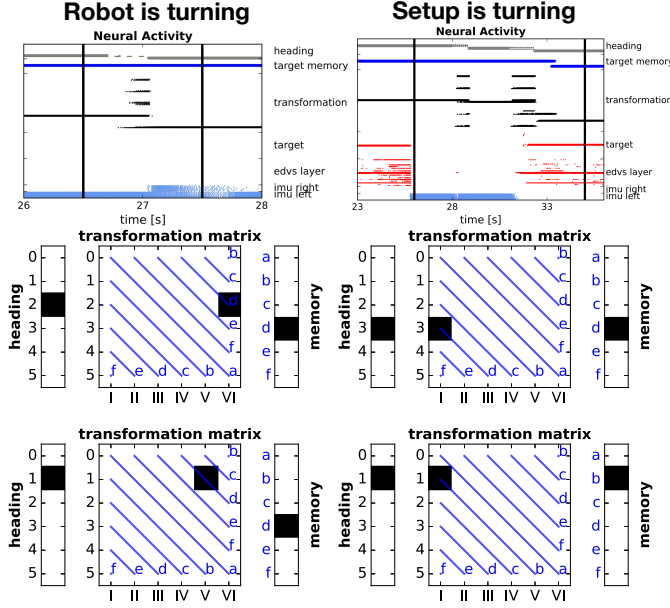 Robot is turning
Setup is turning
Neural Activity
heading
target memory
transformation
target
edvs layer
imu right
imu left
26 27 28
time [s]
Neural Activity
heading
target memory
transformation
target
edvs layer
imu right
imu left
23 28 33
time [s]
transformation matrix
heading
0
1
2
3
4
5
b
c
d
e
f
f e d c b a
I II III IV V VI
a
b
c
d
e
f
memory
transformation matrix
heading
0
1
2
3
4
5
b
c
d
e
f
f e d c b a
I II III IV V VI
a
b
c
d
e
f
memory
transformation matrix
heading
0
1
2
3
4
5
b
c
d
e
f
f e d c b a
I II III IV V VI
a
b
c
d
e
f
memory
transformation matrix
heading
0
1
2
3
4
5
b
c
d
e
f
f e d c b a
I II III IV V VI
a
b
c
d
e
f
memory